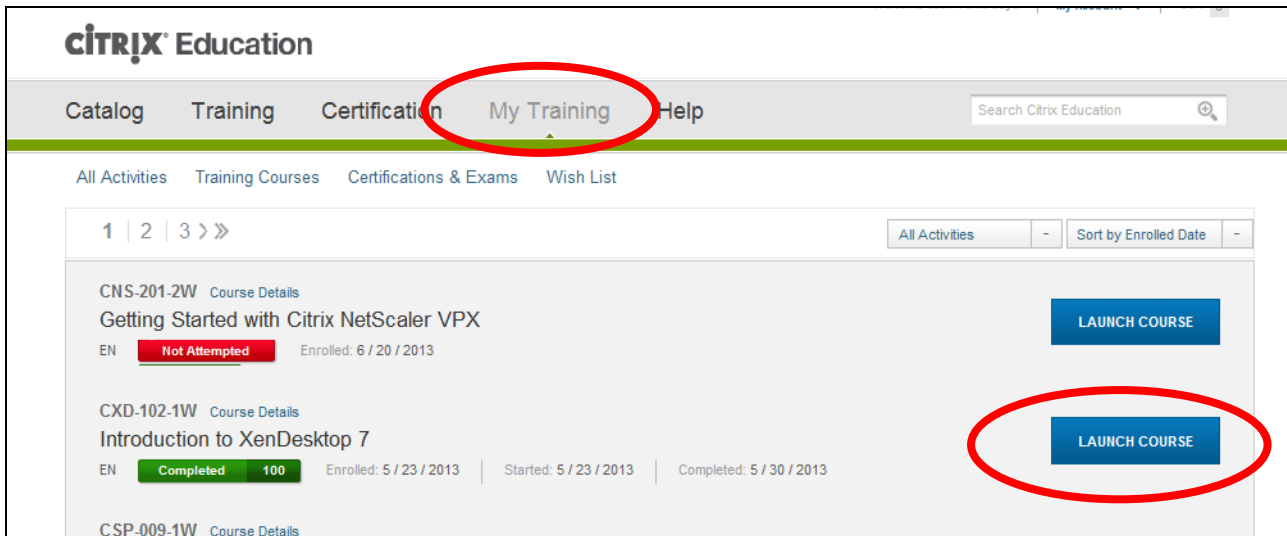 CİTRIX Education
Catalog Training Certification My Training Help Search Citrix Education
All Activities Training Courses Certifications & Exams Wish List
1 | 2 | 3 All Activities - Sort by Enrolled Date -
CNS-201-2W Course Details
Getting Started with Citrix NetScaler VPX
LAUNCH COURSE
EN Not Attempted Enrolled: 6 / 20 / 2013
CXD-102-1W Course Details
Introduction to XenDesktop 7
LAUNCH COURSE
EN Completed 100 Enrolled: 5 / 23 / 2013 Started: 5 / 23 / 2013 Completed: 5 / 30 / 2013
CSP-009-1W Course Details